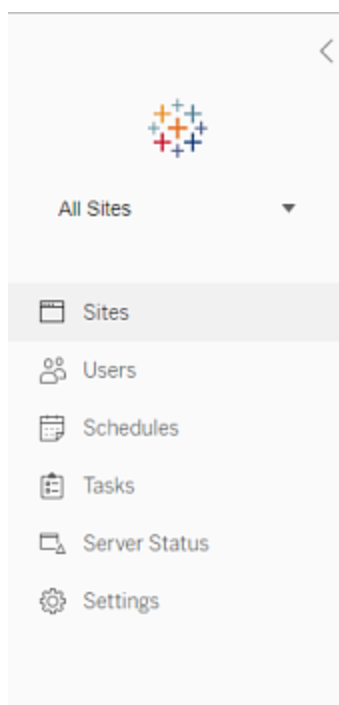 All Sites
Sites
Users
Schedules
Tasks
Server Status
Settings